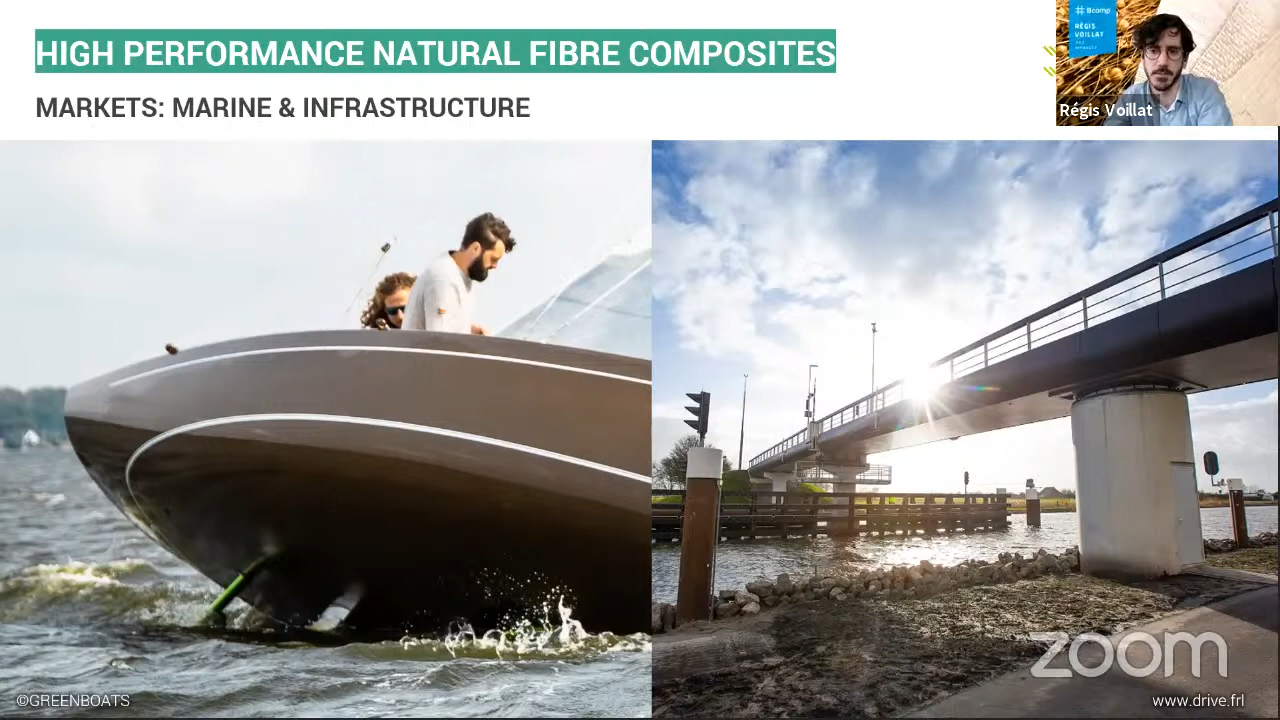 HIGH PERFORMANCE NATURAL FIBRE COMPOSITES
MARKETS: MARINE & INFRASTRUCTURE
Bcomp
RÉGIS
VOILLAT
Régis Voillat
©GREENBOATS
zoom
www.drive.frl